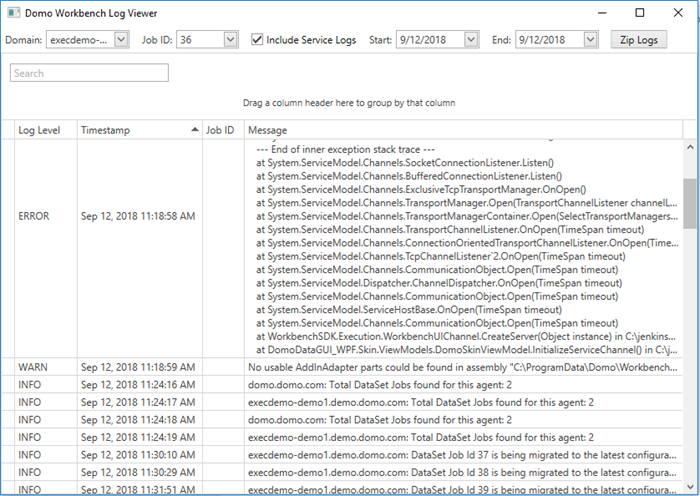 Domo Workbench Log Viewer
Domain: execdemo-... Job ID: 36 Include Service Logs Start: 9/12/2018 End: 9/12/2018 Zip Logs
Search
Drag a column header here to group by that column
Log Level Timestamp Job ID Message
ERROR Sep 12, 2018 11:18:58 AM
--- End of inner exception stack trace ---
at System.ServiceModel.Channels.SocketConnectionListener.Listen()
at System.ServiceModel.Channels.BufferedConnectionListener.Listen()
at System.ServiceModel.Channels.ExclusiveTcpTransportManager.OnOpen()
at System.ServiceModel.Channels.TransportManager.Open(TransportChannelListener channelL...
at System.ServiceModel.Channels.TransportManagerContainer.Open(SelectTransportManagers...
at System.ServiceModel.Channels.TransportChannelListener.OnOpen(TimeSpan timeout)
at System.ServiceModel.Channels.ConnectionOrientedTransportChannelListener.OnOpen(Time...
at System.ServiceModel.Channels.TcpChannelListener`2.OnOpen(TimeSpan timeout)
at System.ServiceModel.Channels.CommunicationObject.Open(TimeSpan timeout)
at System.ServiceModel.Dispatcher.ChannelDispatcher.OnOpen(TimeSpan timeout)
at System.ServiceModel.ServiceHostBase.OnOpen(TimeSpan timeout)
at System.ServiceModel.Channels.CommunicationObject.Open(TimeSpan timeout)
at WorkbenchSDK.Execution.WorkbenchUIChannel.CreateServer(Object instance) in C:\jenkins...
at DomoDataGUI_WPF.Skin.ViewModels.DomoSkinViewModel.InitializeServiceChannel() in C:\j...
WARN Sep 12, 2018 11:18:59 AM No usable AddInAdapter parts could be found in assembly "C:\ProgramData\Domo\Workbench...
INFO Sep 12, 2018 11:24:16 AM domo.domo.com: Total DataSet Jobs found for this agent: 2
INFO Sep 12, 2018 11:24:17 AM execdemo-demo1.demo.domo.com: Total DataSet Jobs found for this agent: 2
INFO Sep 12, 2018 11:24:18 AM domo.domo.com: Total DataSet Jobs found for this agent: 2
INFO Sep 12, 2018 11:24:19 AM execdemo-demo1.demo.domo.com: Total DataSet Jobs found for this agent: 2
INFO Sep 12, 2018 11:30:10 AM execdemo-demo1.demo.domo.com: DataSet Job Id 37 is being migrated to the latest configura...
INFO Sep 12, 2018 11:30:29 AM execdemo-demo1.demo.domo.com: DataSet Job Id 38 is being migrated to the latest configura...
INFO Sep 12, 2018 11:31:51 AM execdemo-demo1.demo.domo.com: DataSet Job Id 39 is being migrated to the latest configura...